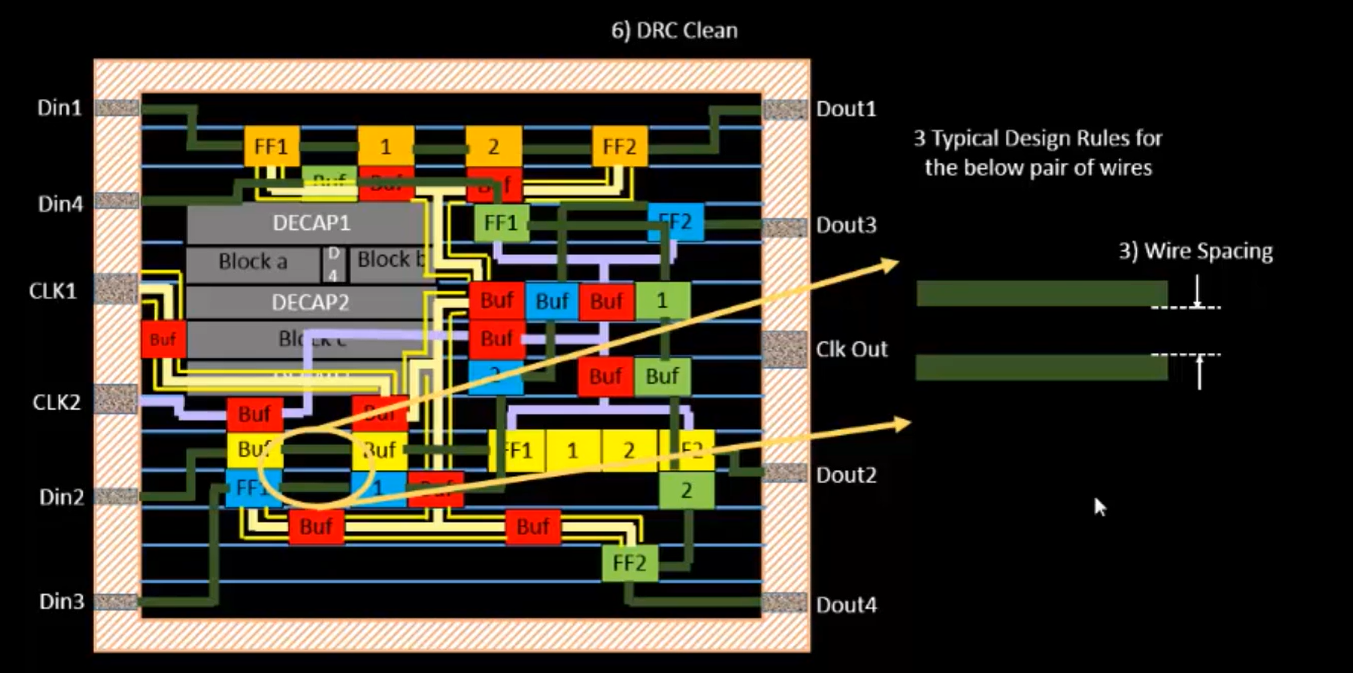 6) DRC Clean
Din1
Dout1
FF1
1
2
FF2
3 Typical Design Rules for
the below pair of wires
Buf
Buf
Buf
Din4
DECAP1
FF1
FF2
Dout3
Block a
D
4
Block b
3) Wire Spacing
CLK1
DECAP2
Buf
Buf
Buf
1
Buf
Block c
Buf
Clk Out
2
Buf
Buf
CLK2
Buf
Buf
Buf
Buf
FF1
1
2
FF2
Dout2
Din2
FF1
1
Buf
2
Buf
Buf
FF2
Din3
Dout4